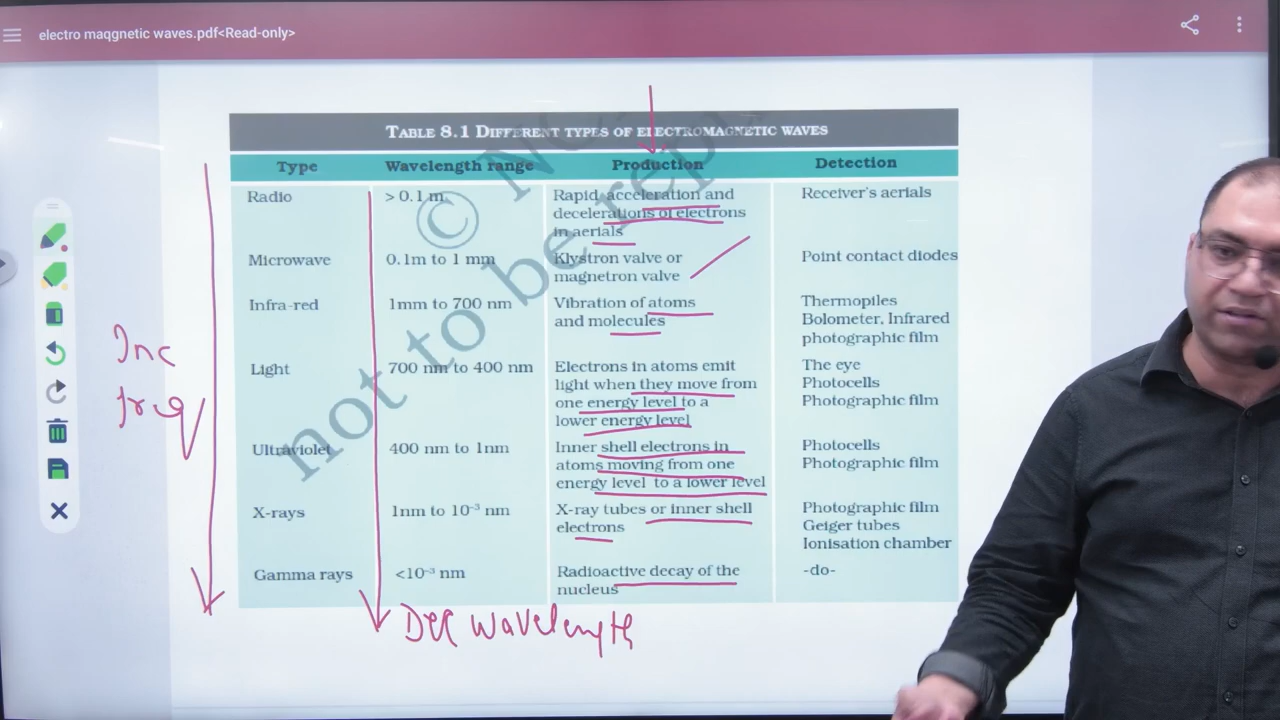 electro maqgnetic waves.pdf<Read-only>
TABLE 8.1 DIFFERENT TYPES OF ELECTROMAGNETIC WAVES
Type Wavelength range Production Detection
Radio > 0.1 m Rapid acceleration and Receiver's aerials
decelerations of electrons
in aerials
Microwave 0.1m to 1 mm Klystron valve or Point contact diodes
magnetron valve
Infra-red 1mm to 700 nm Vibration of atoms Thermopiles
and molecules Bolometer, Infrared
photographic film
Light 700 nm to 400 nm Electrons in atoms emit The eye
light when they move from Photocells
one energy level to a Photographic film
lower energy level
Ultraviolet 400 nm to 1nm Inner shell electrons in Photocells
atoms moving from one Photographic film
energy level to a lower level
X-rays 1nm to 10⁻³ nm X-ray tubes or inner shell Photographic film
electrons Geiger tubes
Ionisation chamber
Gamma rays <10⁻³ nm Radioactive decay of the -do-
nucleus
Inc
freq
Dec wavelength
© NC
not to be rep